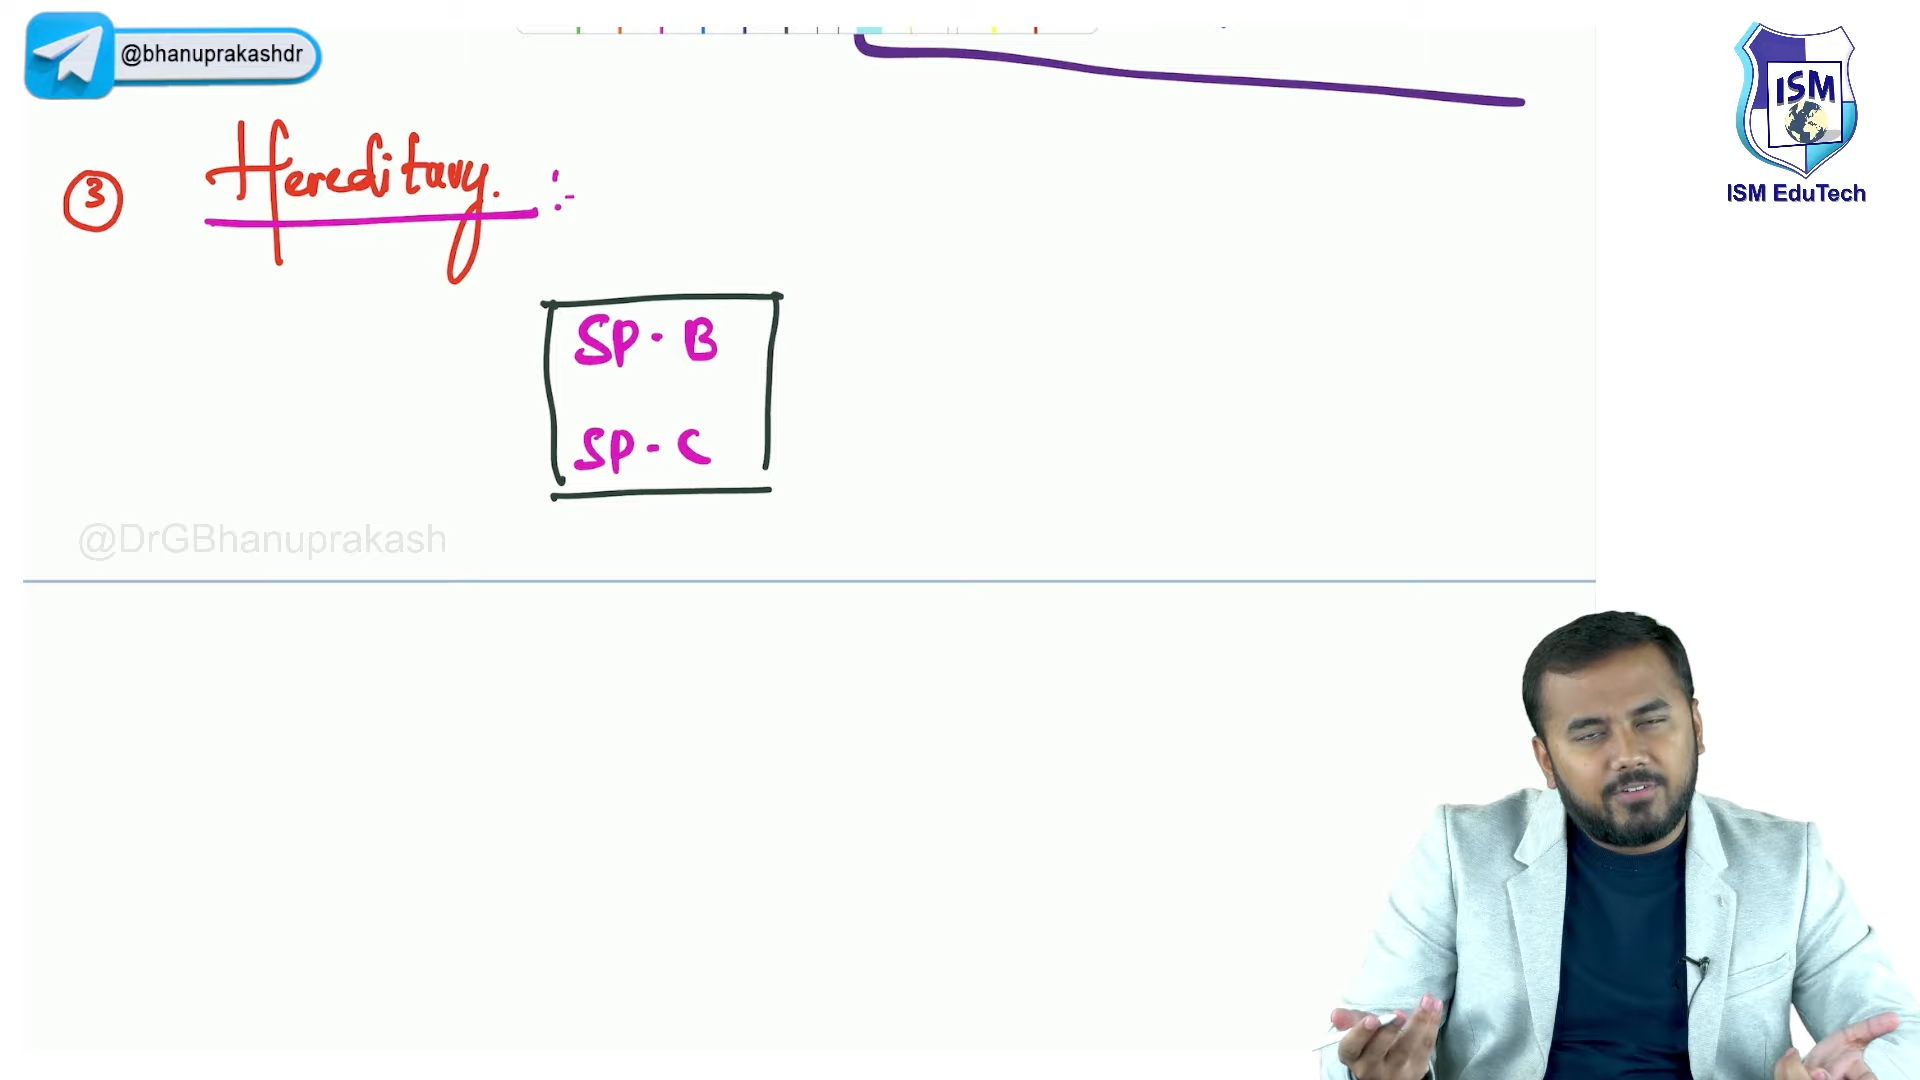 @bhanuprakashdr
ISM
ISM EduTech
3 Hereditary. :-
SP - B
SP - C
@DrGBhanuprakash